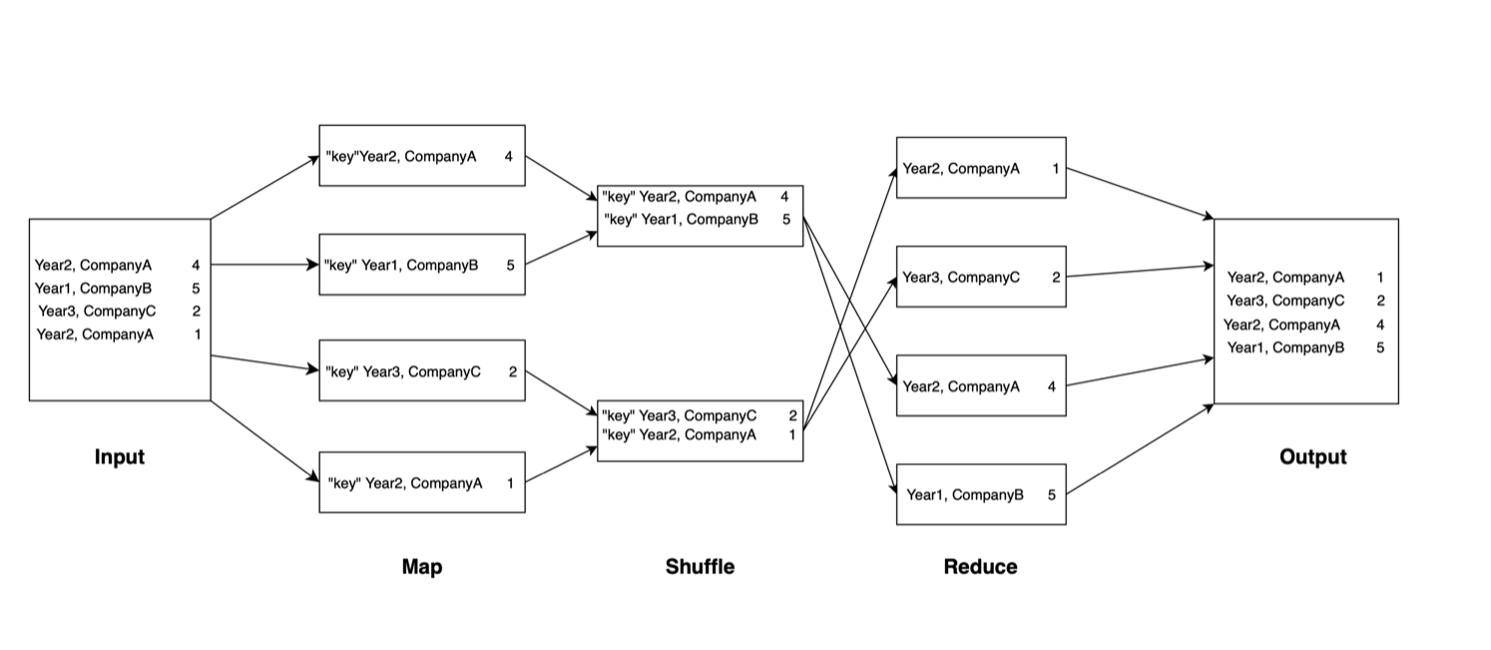 Year2, CompanyA 4
Year1, CompanyB 5
Year3, CompanyC 2
Year2, CompanyA 1
Input
"key"Year2, CompanyA 4
"key" Year1, CompanyB 5
"key" Year3, CompanyC 2
"key" Year2, CompanyA 1
Map
"key" Year2, CompanyA 4
"key" Year1, CompanyB 5
"key" Year3, CompanyC 2
"key" Year2, CompanyA 1
Shuffle
Year2, CompanyA 1
Year3, CompanyC 2
Year2, CompanyA 4
Year1, CompanyB 5
Reduce
Year2, CompanyA 1
Year3, CompanyC 2
Year2, CompanyA 4
Year1, CompanyB 5
Output